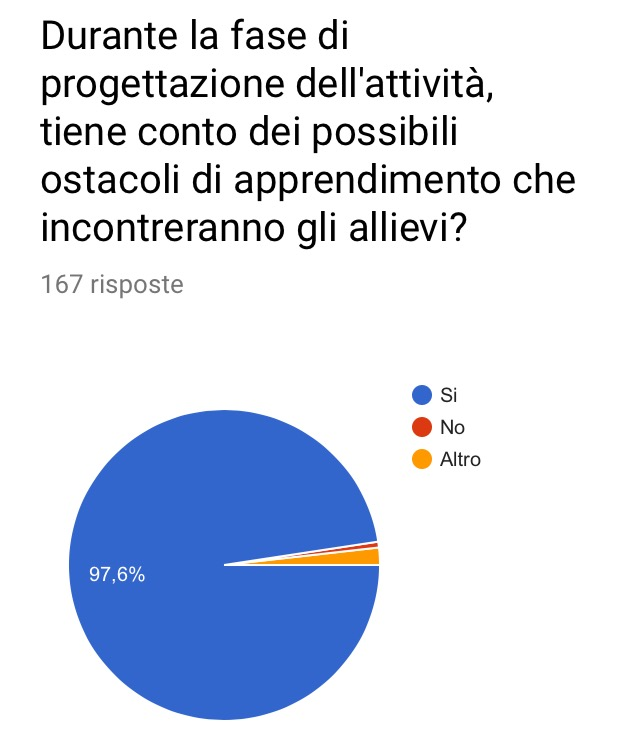 Durante la fase di
progettazione dell'attività,
tiene conto dei possibili
ostacoli di apprendimento che
incontreranno gli allievi?
167 risposte
Si
No
Altro
97,6%